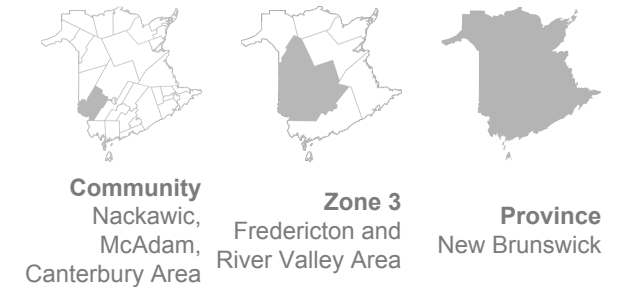 Community
Nackawic,
McAdam,
Canterbury Area
Zone 3
Fredericton and
River Valley Area
Province
New Brunswick